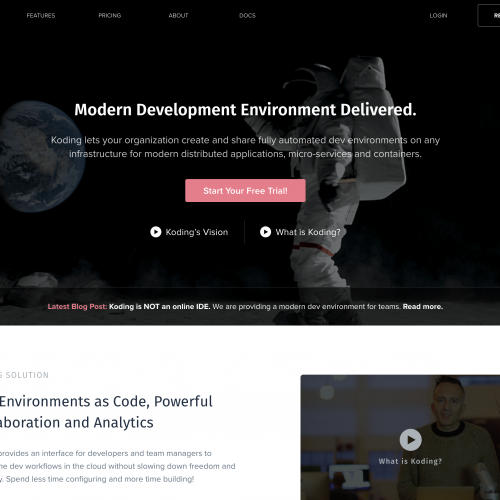 FEATURES PRICING ABOUT DOCS LOGIN
Modern Development Environment Delivered.
Koding lets your organization create and share fully automated dev environments on any
infrastructure for modern distributed applications, micro-services and containers.
Start Your Free Trial!
Koding's Vision What is Koding?
Latest Blog Post: Koding is NOT an online IDE. We are providing a modern dev environment for teams. Read more.
SOLUTION
Environments as Code, Powerful
aboration and Analytics
provides an interface for developers and team managers to
dev workflows in the cloud without slowing down freedom and
Spend less time configuring and more time building!
What is Koding?